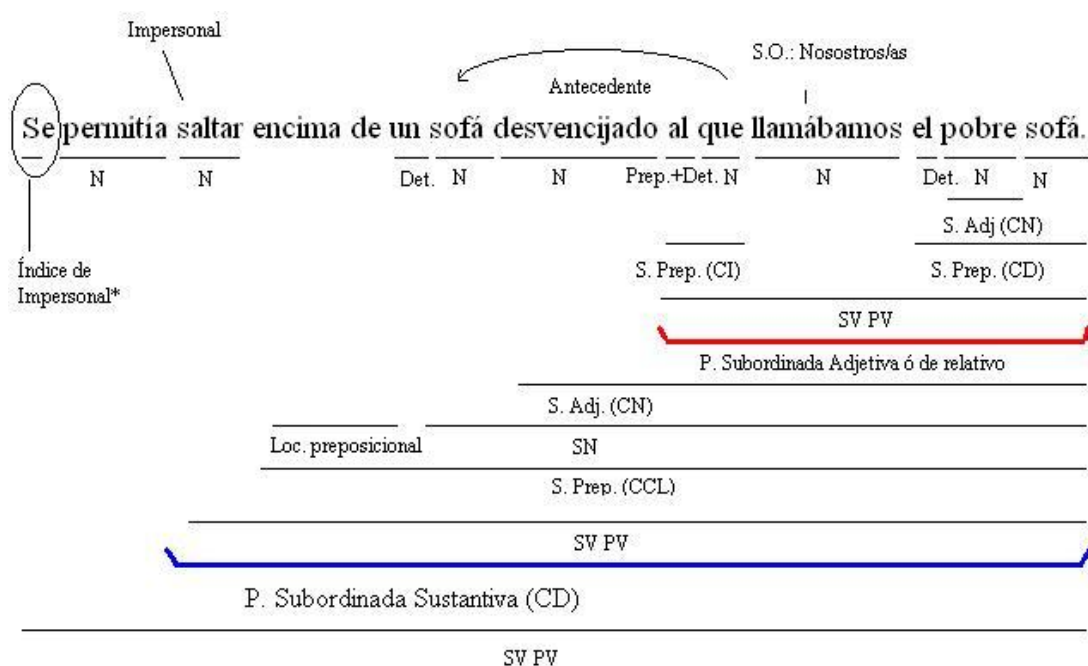 Impersonal
S.O.: Nosostros/as
Antecedente
Se permitía saltar encima de un sofá desvencijado al que llamábamos el pobre sofá.
N N Det. N N Prep.+Det. N N Det. N N
S. Adj (CN)
Índice de Impersonal*
S. Prep. (CI) S. Prep. (CD)
SV PV
P. Subordinada Adjetiva ó de relativo
S. Adj. (CN)
Loc. preposicional SN
S. Prep. (CCL)
SV PV
P. Subordinada Sustantiva (CD)
SV PV